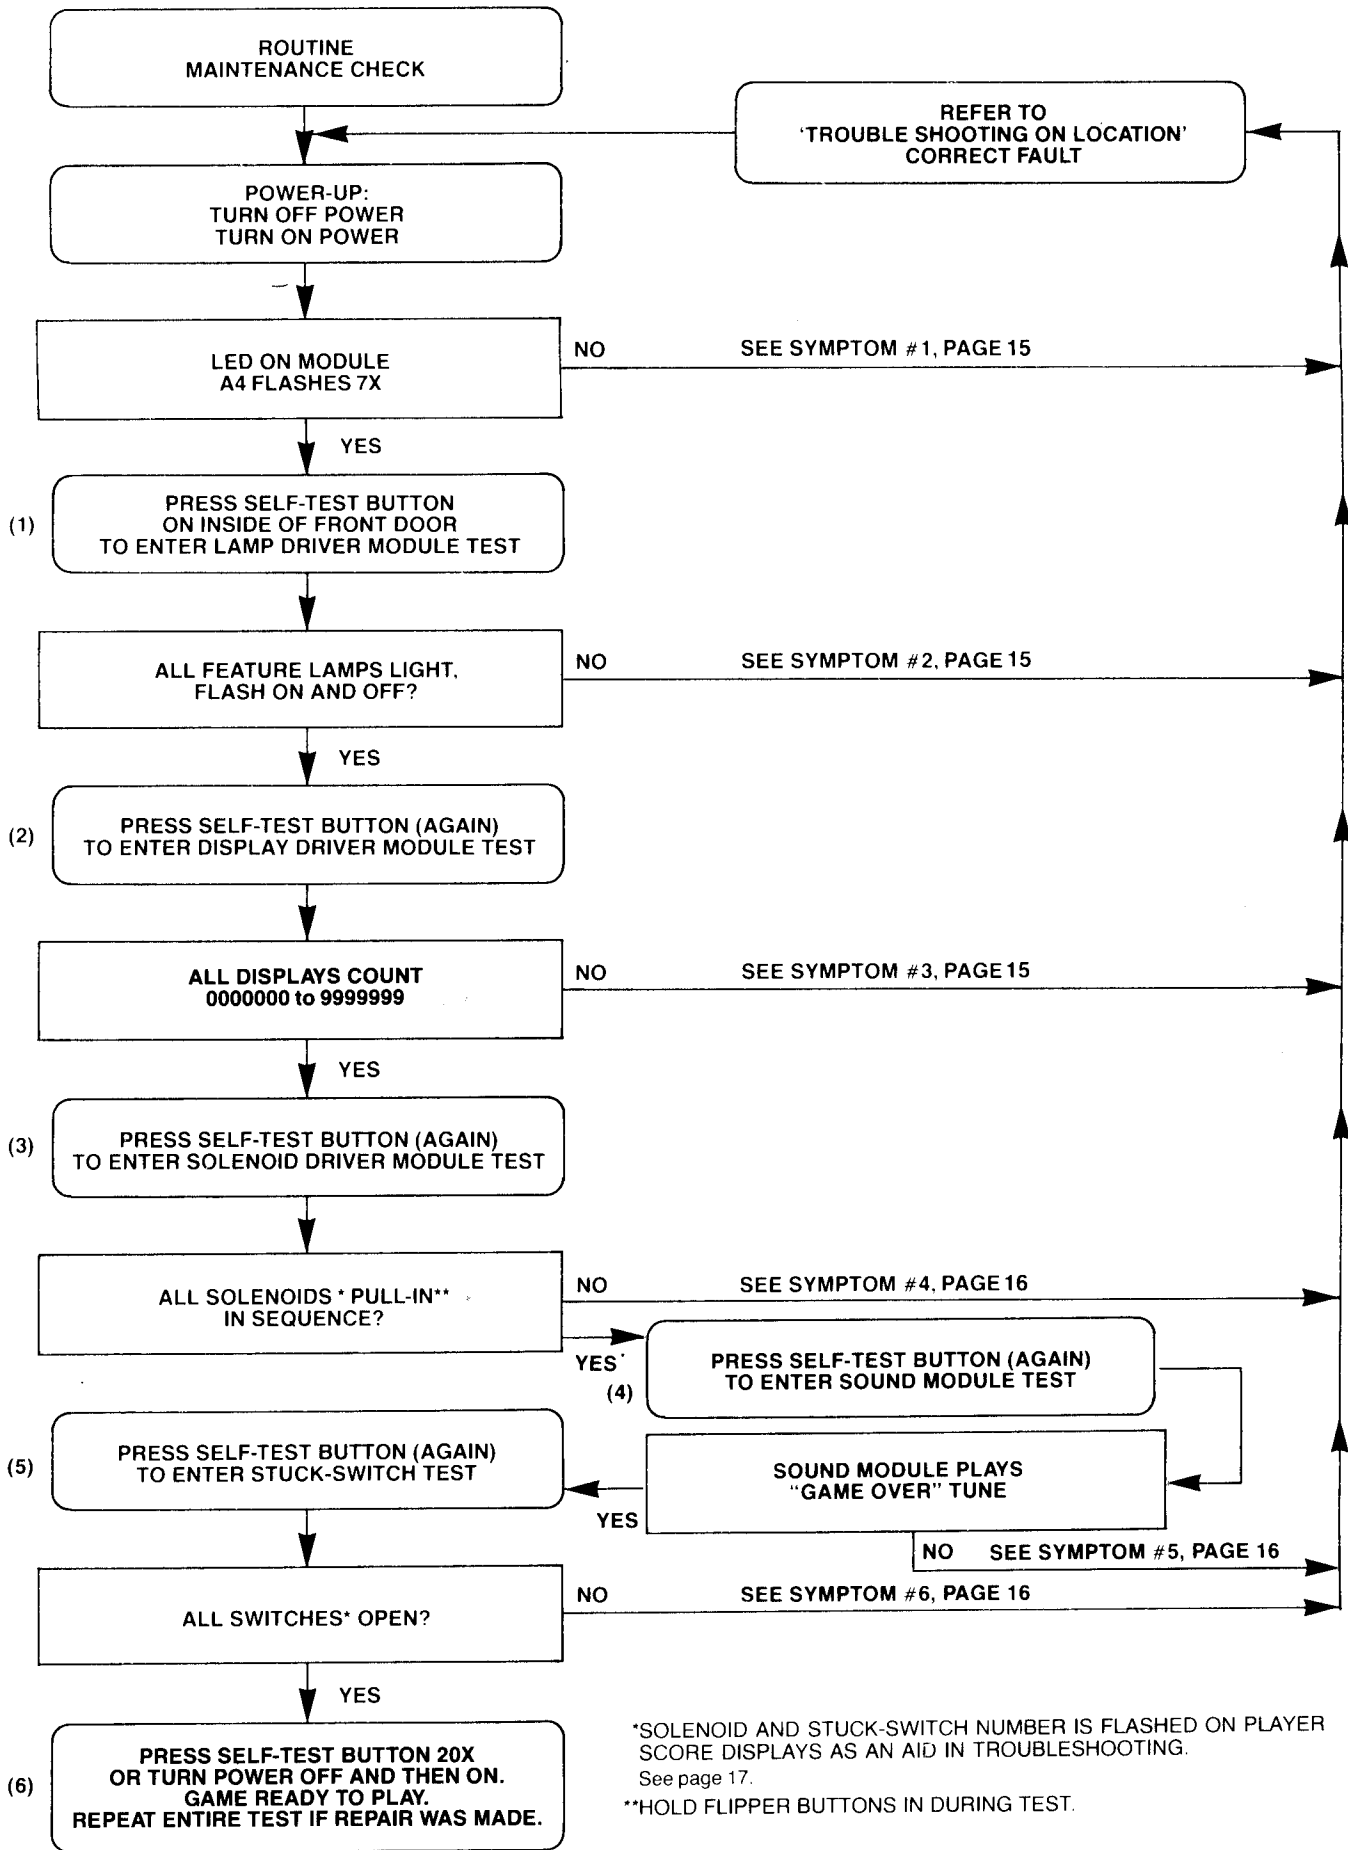 ROUTINE
MAINTENANCE CHECK
REFER TO
'TROUBLE SHOOTING ON LOCATION'
CORRECT FAULT
POWER-UP:
TURN OFF POWER
TURN ON POWER
LED ON MODULE
A4 FLASHES 7X
NO SEE SYMPTOM #1, PAGE 15
YES
(1) PRESS SELF-TEST BUTTON
ON INSIDE OF FRONT DOOR
TO ENTER LAMP DRIVER MODULE TEST
ALL FEATURE LAMPS LIGHT,
FLASH ON AND OFF?
NO SEE SYMPTOM #2, PAGE 15
YES
(2) PRESS SELF-TEST BUTTON (AGAIN)
TO ENTER DISPLAY DRIVER MODULE TEST
ALL DISPLAYS COUNT
0000000 to 9999999
NO SEE SYMPTOM #3, PAGE 15
YES
(3) PRESS SELF-TEST BUTTON (AGAIN)
TO ENTER SOLENOID DRIVER MODULE TEST
ALL SOLENOIDS * PULL-IN**
IN SEQUENCE?
NO SEE SYMPTOM #4, PAGE 16
YES
(4) PRESS SELF-TEST BUTTON (AGAIN)
TO ENTER SOUND MODULE TEST
SOUND MODULE PLAYS
"GAME OVER" TUNE
YES
NO SEE SYMPTOM #5, PAGE 16
(5) PRESS SELF-TEST BUTTON (AGAIN)
TO ENTER STUCK-SWITCH TEST
ALL SWITCHES* OPEN?
NO SEE SYMPTOM #6, PAGE 16
YES
(6) PRESS SELF-TEST BUTTON 20X
OR TURN POWER OFF AND THEN ON.
GAME READY TO PLAY.
REPEAT ENTIRE TEST IF REPAIR WAS MADE.
*SOLENOID AND STUCK-SWITCH NUMBER IS FLASHED ON PLAYER
SCORE DISPLAYS AS AN AID IN TROUBLESHOOTING.
See page 17.
**HOLD FLIPPER BUTTONS IN DURING TEST.